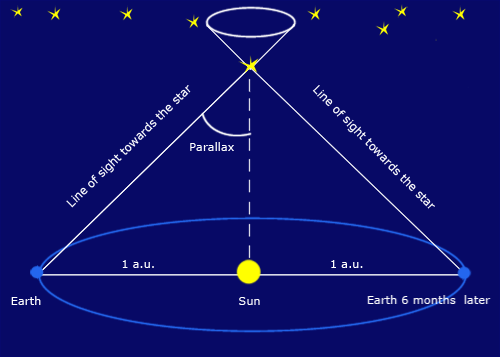 Line of sight towards the star
Line of sight towards the star
Parallax
1 a.u.
1 a.u.
Earth
Sun
Earth 6 months later